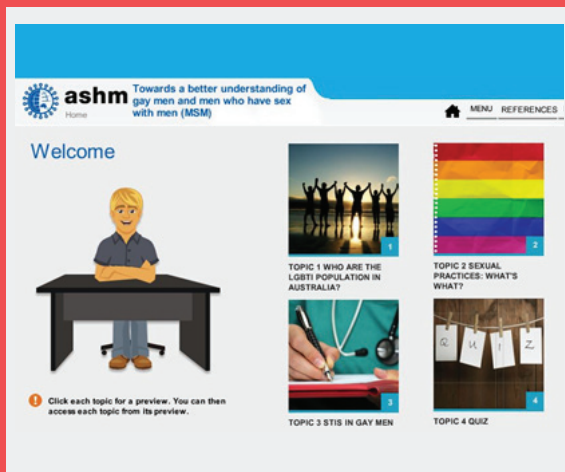 ashm
Home
Towards a better understanding of
gay men and men who have sex
with men (MSM)
MENU REFERENCES
Welcome
1
TOPIC 1 WHO ARE THE
LGBTI POPULATION IN
AUSTRALIA?
2
TOPIC 2 SEXUAL
PRACTICES: WHAT'S
WHAT?
3
TOPIC 3 STIS IN GAY MEN
Q U I Z
4
TOPIC 4 QUIZ
! Click each topic for a preview. You can then
access each topic from its preview.